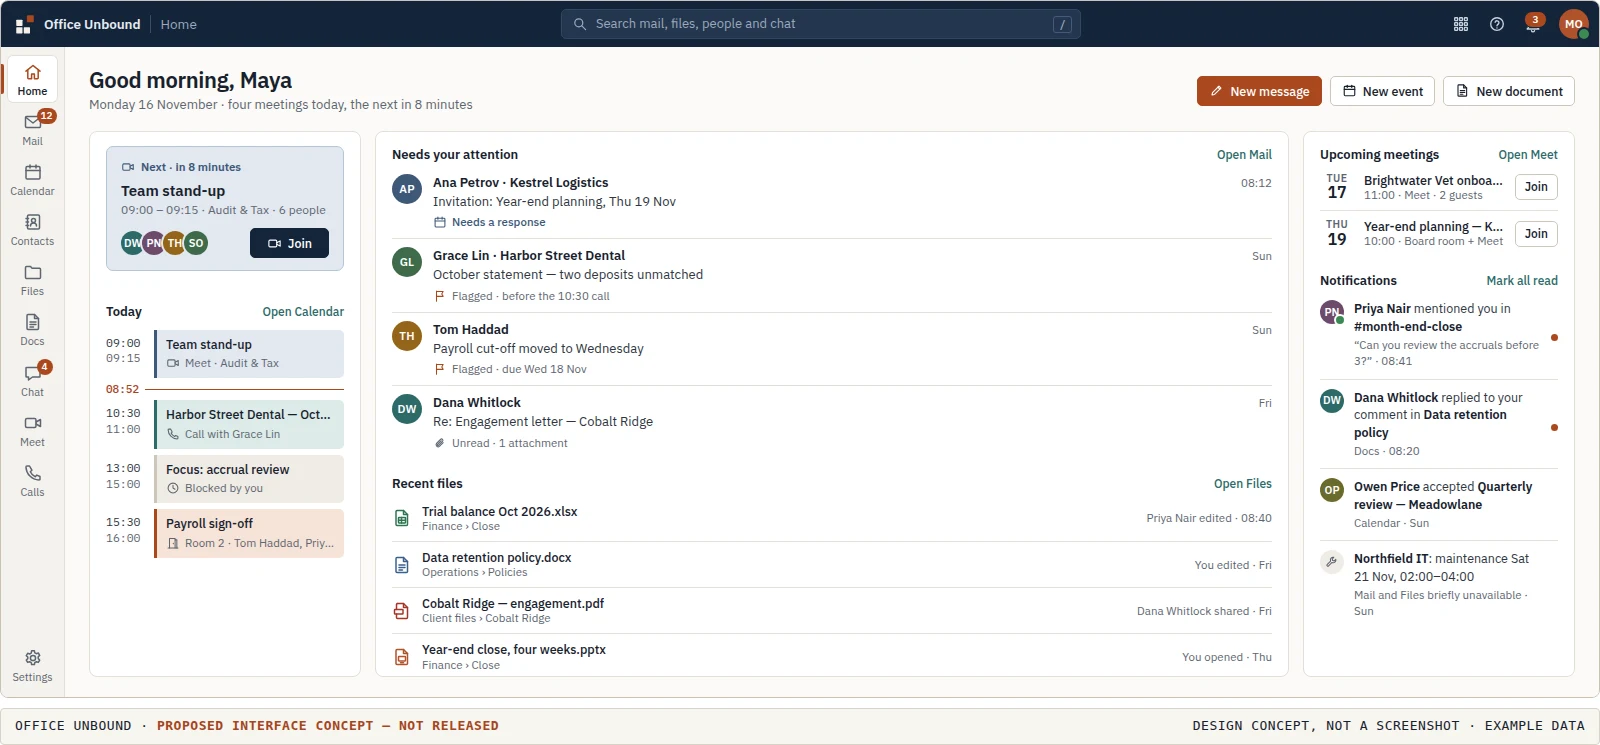 Office Unbound
Home
Search mail, files, people and chat
/
3
MO
Home
12
Mail
Calendar
Contacts
Files
Docs
4
Chat
Meet
Calls
Settings
Good morning, Maya
Monday 16 November · four meetings today, the next in 8 minutes
New message
New event
New document
Next · in 8 minutes
Team stand-up
09:00 – 09:15 · Audit & Tax · 6 people
DW PN TH SO
Join
Today
Open Calendar
09:00
09:15
Team stand-up
Meet · Audit & Tax
08:52
10:30
11:00
Harbor Street Dental — Oct...
Call with Grace Lin
13:00
15:00
Focus: accrual review
Blocked by you
15:30
16:00
Payroll sign-off
Room 2 · Tom Haddad, Priy...
Needs your attention
Open Mail
AP
Ana Petrov · Kestrel Logistics
08:12
Invitation: Year-end planning, Thu 19 Nov
Needs a response
GL
Grace Lin · Harbor Street Dental
Sun
October statement — two deposits unmatched
Flagged · before the 10:30 call
TH
Tom Haddad
Sun
Payroll cut-off moved to Wednesday
Flagged · due Wed 18 Nov
DW
Dana Whitlock
Fri
Re: Engagement letter — Cobalt Ridge
Unread · 1 attachment
Recent files
Open Files
Trial balance Oct 2026.xlsx
Finance › Close
Priya Nair edited · 08:40
Data retention policy.docx
Operations › Policies
You edited · Fri
Cobalt Ridge — engagement.pdf
Client files › Cobalt Ridge
Dana Whitlock shared · Fri
Year-end close, four weeks.pptx
Finance › Close
You opened · Thu
Upcoming meetings
Open Meet
TUE
17
Brightwater Vet onboa...
11:00 · Meet · 2 guests
Join
THU
19
Year-end planning — K...
10:00 · Board room + Meet
Join
Notifications
Mark all read
PN
Priya Nair mentioned you in
#month-end-close
“Can you review the accruals before
3?” · 08:41
DW
Dana Whitlock replied to your
comment in Data retention
policy
Docs · 08:20
OP
Owen Price accepted Quarterly
review — Meadowlane
Calendar · Sun
Northfield IT: maintenance Sat
21 Nov, 02:00–04:00
Mail and Files briefly unavailable ·
Sun
OFFICE UNBOUND · PROPOSED INTERFACE CONCEPT — NOT RELEASED
DESIGN CONCEPT, NOT A SCREENSHOT · EXAMPLE DATA